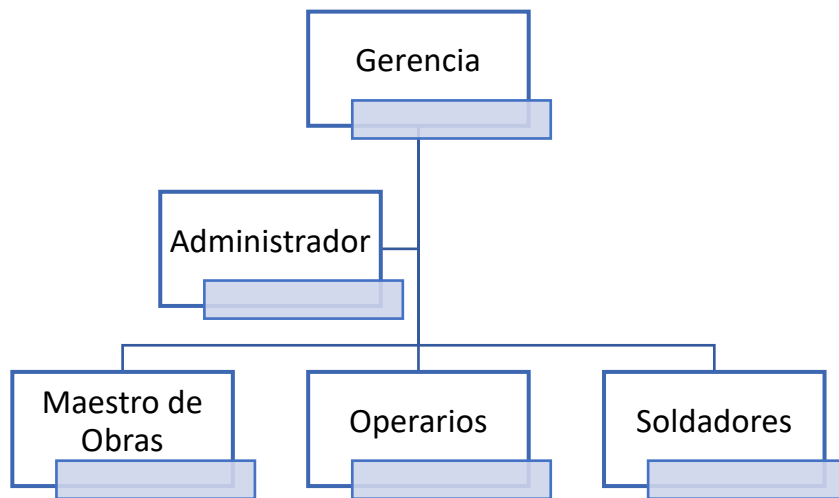 Gerencia
Administrador
Maestro de
Obras
Operarios
Soldadores